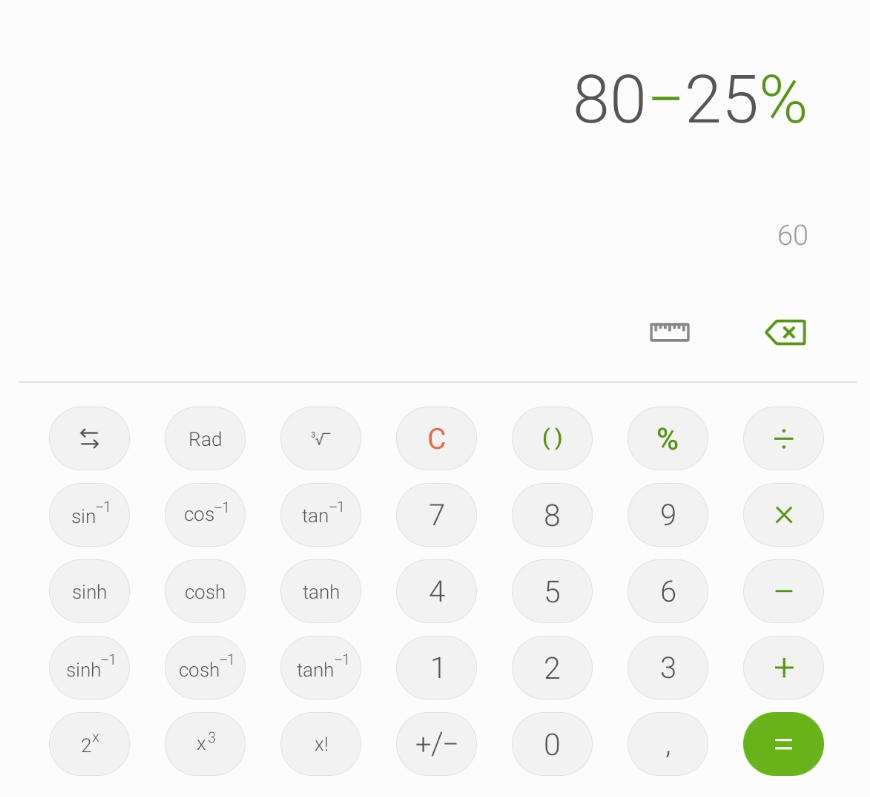 80−25%
60
Rad ³√ C () % ÷
sin⁻¹ cos⁻¹ tan⁻¹ 7 8 9 ×
sinh cosh tanh 4 5 6 −
sinh⁻¹ cosh⁻¹ tanh⁻¹ 1 2 3 +
2ˣ x³ x! +/− 0 , =